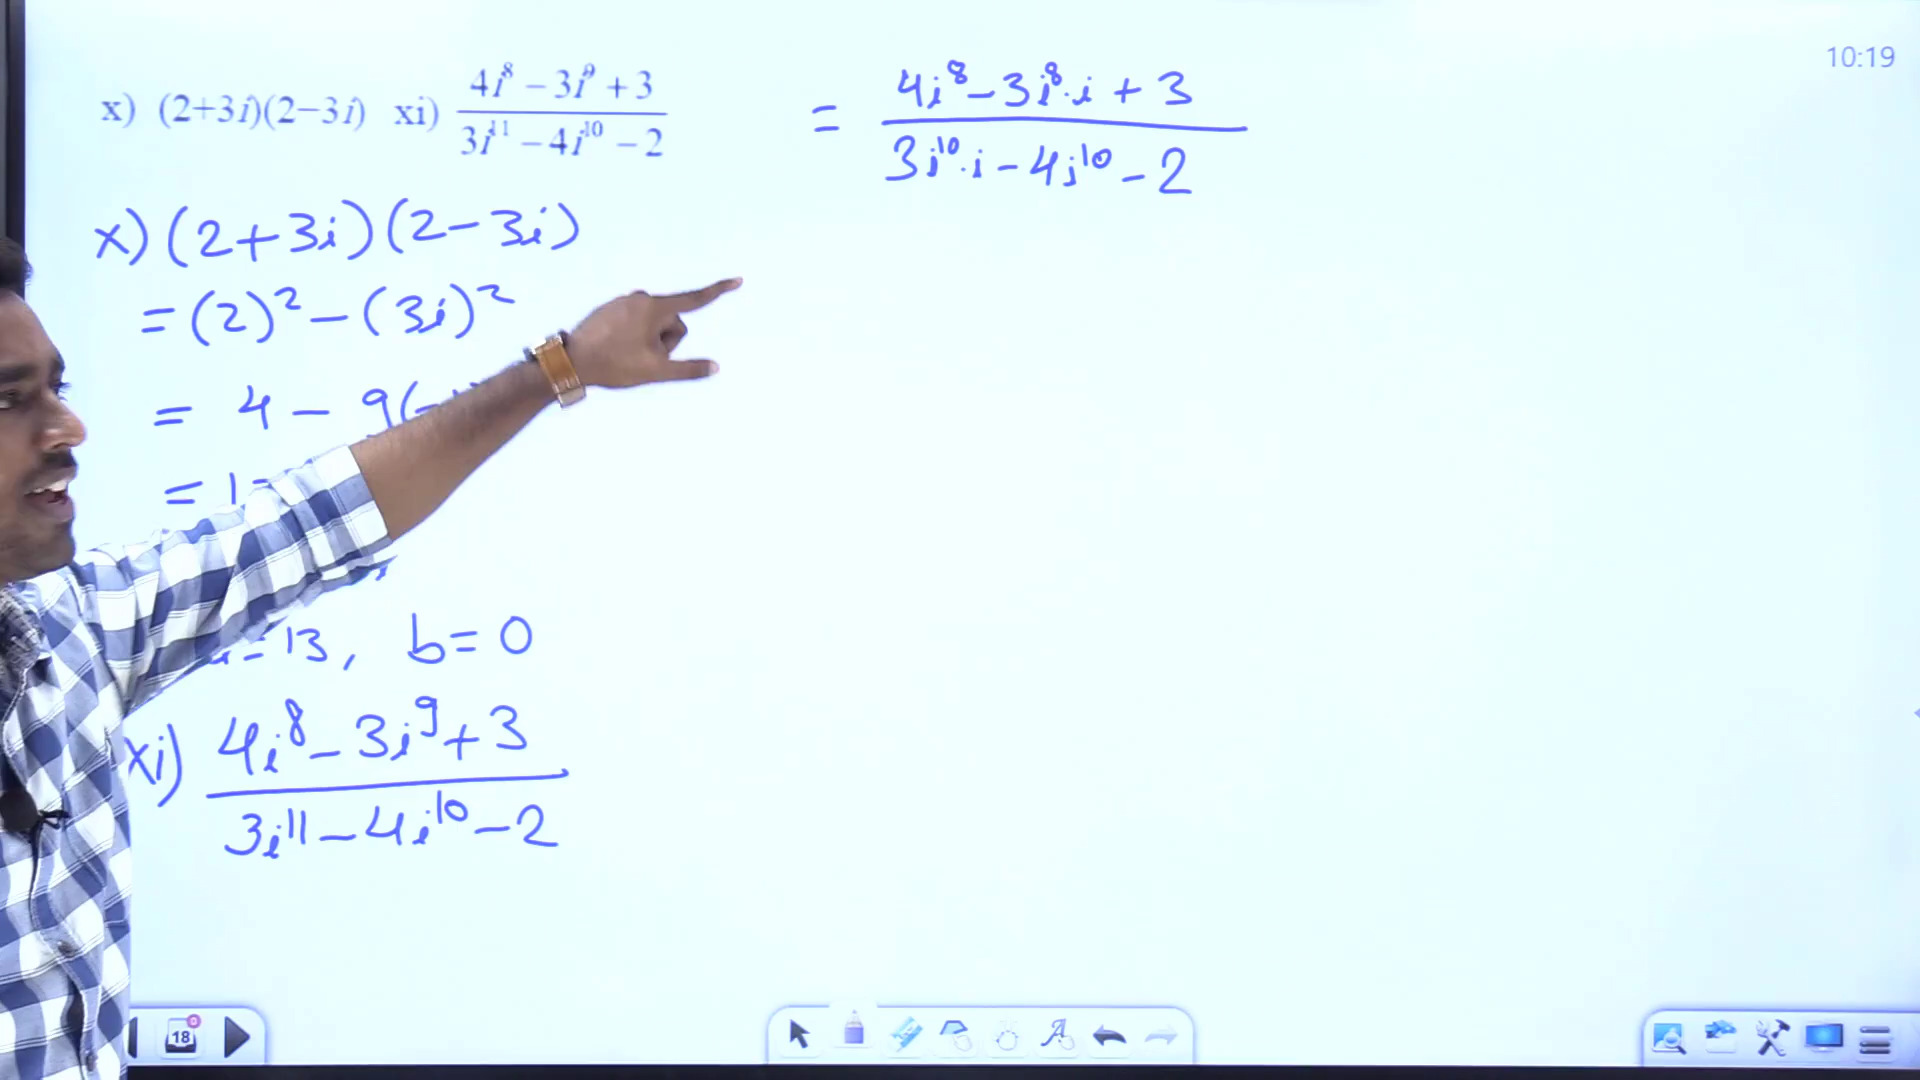 x) (2+3i)(2−3i) xi) (4i⁸ − 3i⁹ + 3)/(3i¹¹ − 4i¹⁰ − 2)
x) (2+3i)(2−3i)
= (2)² − (3i)²
= 4 − 9(−
= 1
=13, b=0
xi) (4i⁸ − 3i⁹ + 3)/(3i¹¹ − 4i¹⁰ − 2)
= (4i⁸ − 3i⁸·i + 3)/(3i¹⁰·i − 4i¹⁰ − 2)
10:19
18
0